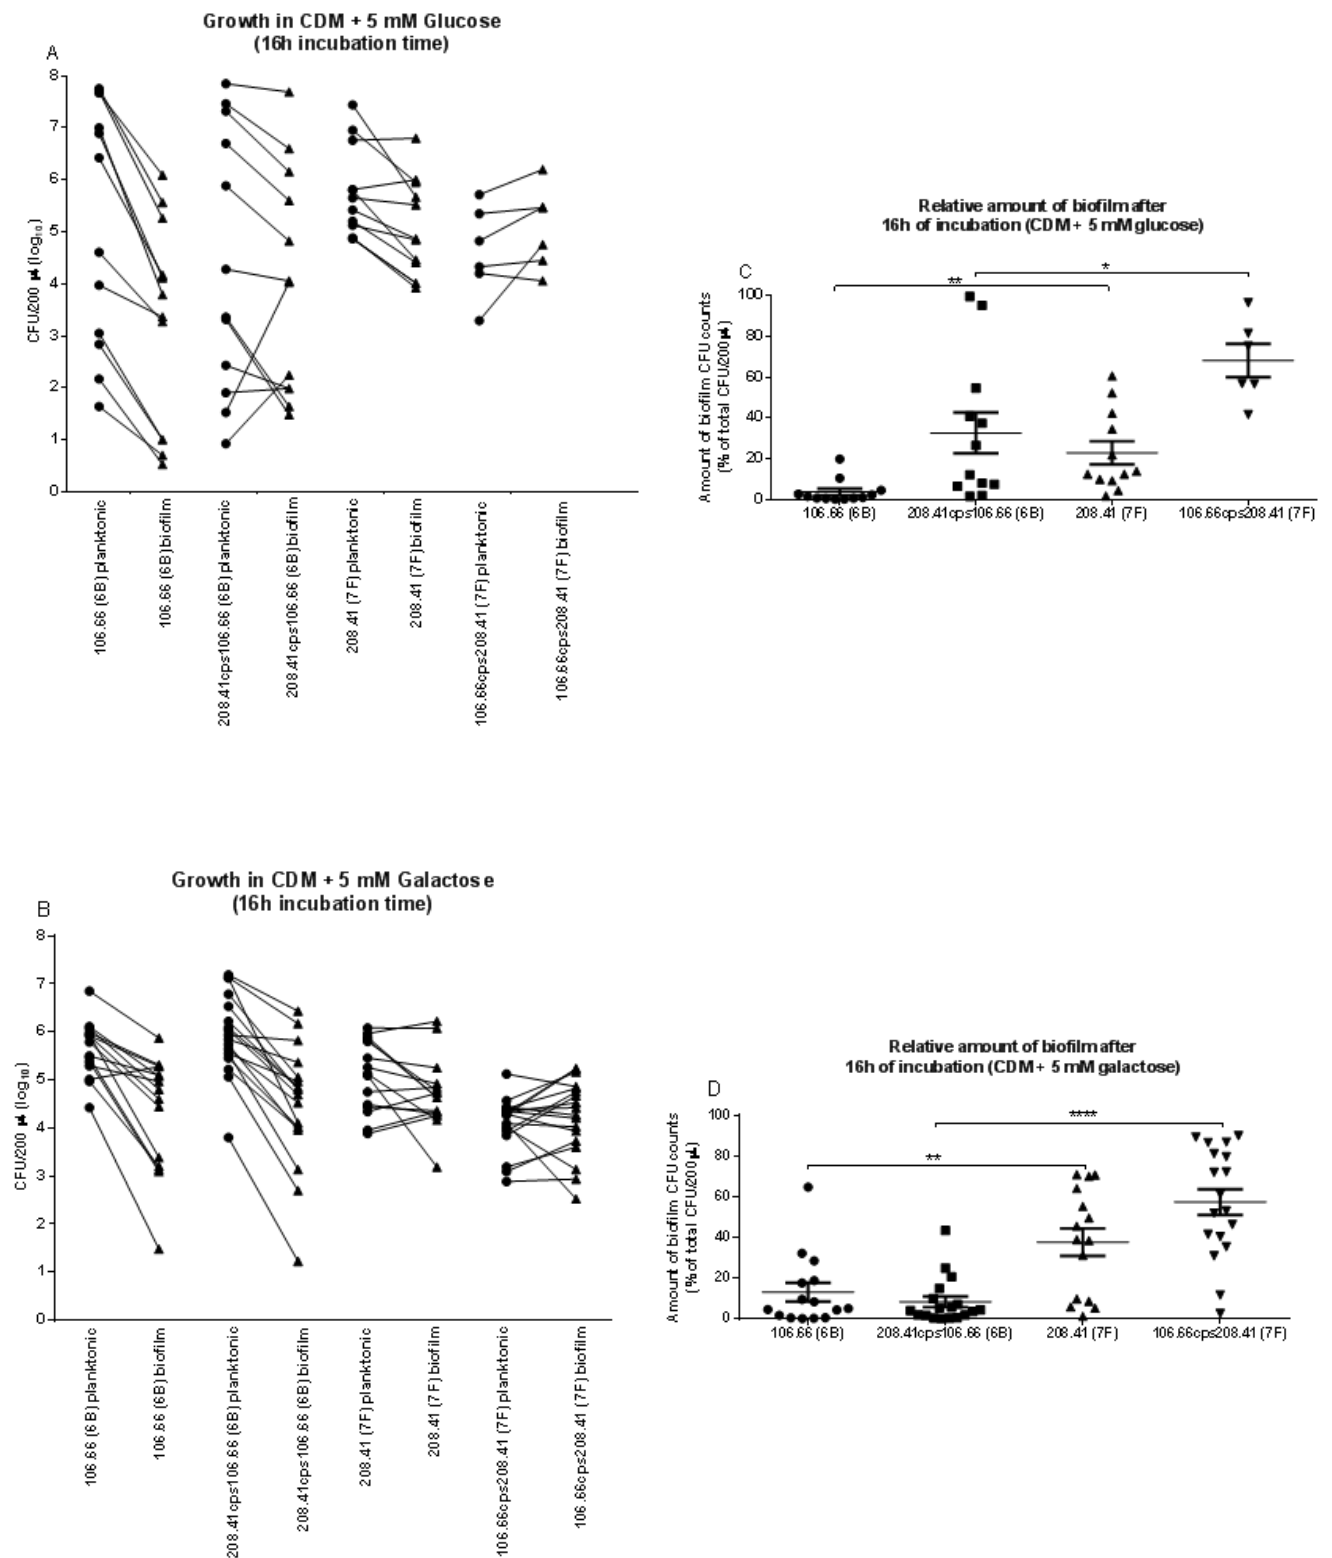 Growth in CDM + 5 mM Glucose
(16h incubation time)
A
8
7
6
5
4
3
2
1
0
CFU/200 µl (log10)
106.66 (6B) planktonic
106.66 (6B) biofilm
208.41cps106.66 (6B) planktonic
208.41cps106.66 (6B) biofilm
208.41 (7F) planktonic
208.41 (7F) biofilm
106.66cps208.41 (7F) planktonic
106.66cps208.41 (7F) biofilm
Relative amount of biofilm after
16h of incubation (CDM + 5 mM glucose)
C
*
**
100
80
60
40
20
0
Amount of biofilm CFU counts
(% of total CFU/200µl)
106.66 (6B)
208.41cps106.66 (6B)
208.41 (7F)
106.66cps208.41 (7F)
Growth in CDM + 5 mM Galactose
(16h incubation time)
B
8
7
6
5
4
3
2
1
0
CFU/200 µl (log10)
106.66 (6B) planktonic
106.66 (6B) biofilm
208.41cps106.66 (6B) planktonic
208.41cps106.66 (6B) biofilm
208.41 (7F) planktonic
208.41 (7F) biofilm
106.66cps208.41 (7F) planktonic
106.66cps208.41 (7F) biofilm
Relative amount of biofilm after
16h of incubation (CDM + 5 mM galactose)
D
****
**
100
80
60
40
20
0
Amount of biofilm CFU counts
(% of total CFU/200µl)
106.66 (6B)
208.41cps106.66 (6B)
208.41 (7F)
106.66cps208.41 (7F)